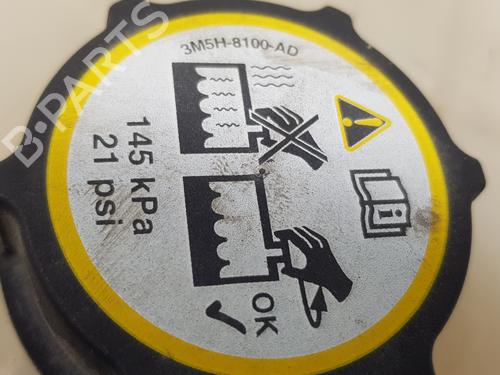 3M5H-8100-AD
145 kPa
21 psi
OK
B-PARTS